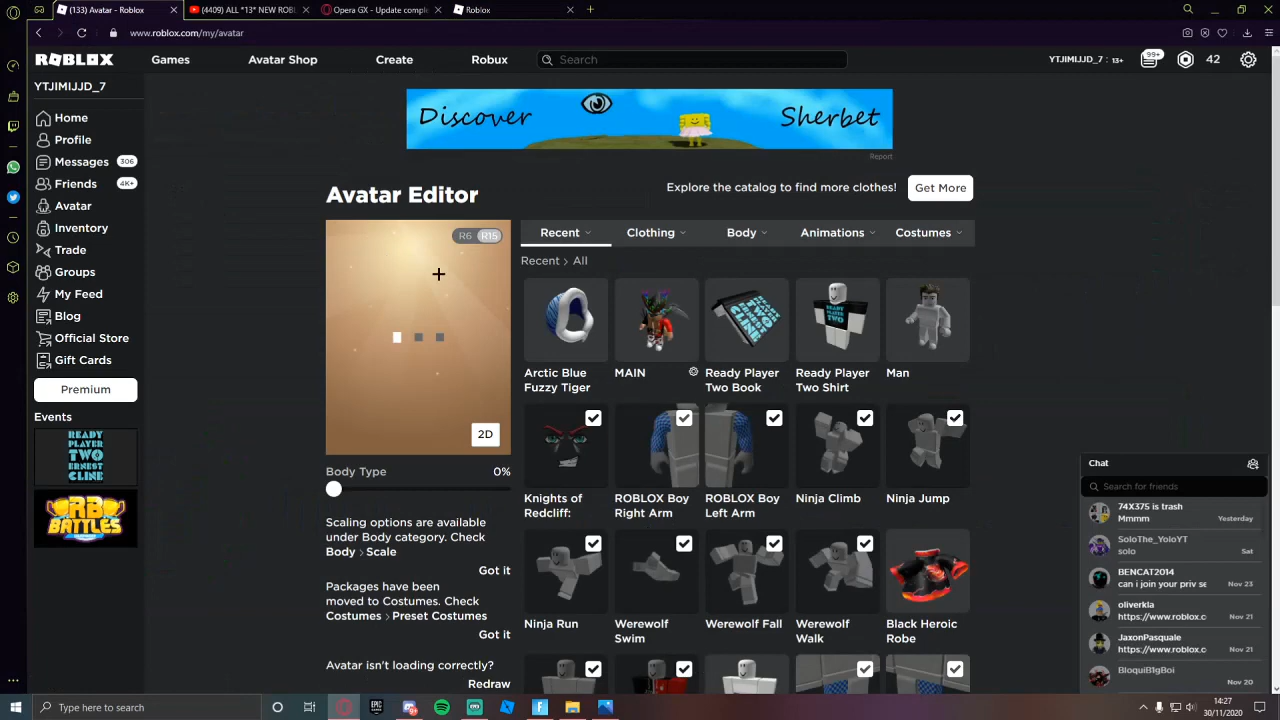 (133) Avatar - Roblox
(4409) ALL *13* NEW ROBL
Opera GX - Update comple
Roblox
www.roblox.com/my/avatar
ROBLOX
Games
Avatar Shop
Create
Robux
Search
YTJIMIJJD_7 : 13+
99+
42
YTJIMIJJD_7
Home
Profile
Messages
306
Friends
4K+
Avatar
Inventory
Trade
Groups
My Feed
Blog
Official Store
Gift Cards
Premium
Events
READY
PLAYER
TWO
ERNEST
CLINE
RB
BATTLES
Discover
Sherbet
Report
Avatar Editor
Explore the catalog to find more clothes!
Get More
R6
R15
2D
Body Type
0%
Scaling options are available
under Body category. Check
Body > Scale
Got it
Packages have been
moved to Costumes. Check
Costumes > Preset Costumes
Got it
Avatar isn't loading correctly?
Redraw
Recent
Clothing
Body
Animations
Costumes
Recent > All
Arctic Blue
Fuzzy Tiger
MAIN
Ready Player
Two Book
Ready Player
Two Shirt
Man
Knights of
Redcliff:
ROBLOX Boy
Right Arm
ROBLOX Boy
Left Arm
Ninja Climb
Ninja Jump
Ninja Run
Werewolf
Swim
Werewolf Fall
Werewolf
Walk
Black Heroic
Robe
Chat
Search for friends
74X375 is trash
Mmmm
Yesterday
SoloThe_YoloYT
solo
Sat
BENCAT2014
can i join your priv se
Nov 23
oliverkla
https://www.roblox.c
Nov 21
JaxonPasquale
https://www.roblox.c
Nov 21
BloquiB1gBoi
Nov 20
Type here to search
EPIC
GAMES
14:27
30/11/2020